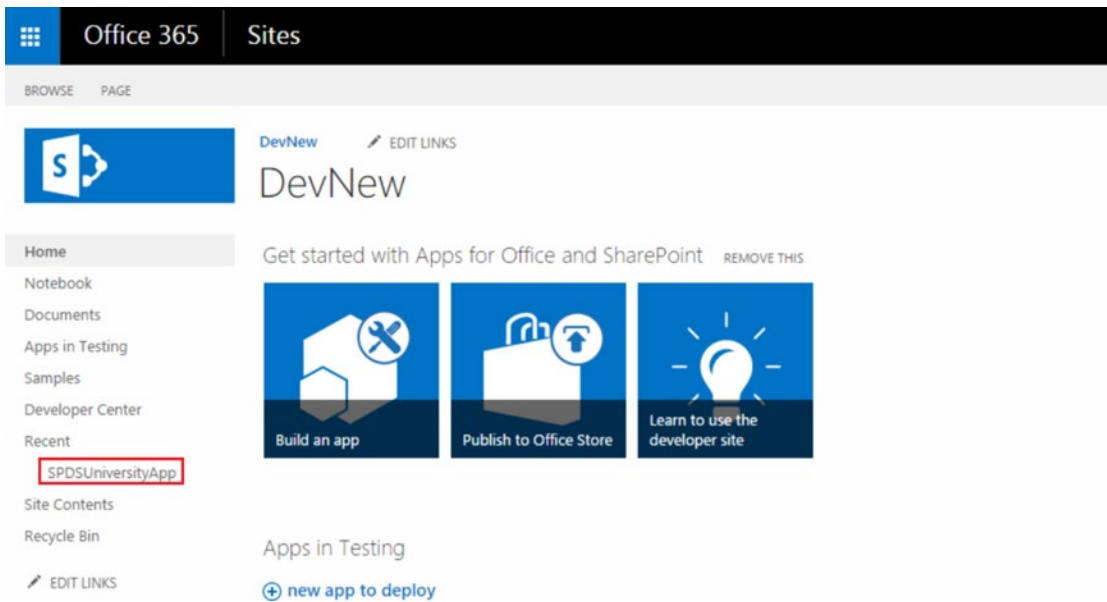 Office 365
Sites
BROWSE
PAGE
S
DevNew
EDIT LINKS
DevNew
Home
Notebook
Documents
Apps in Testing
Samples
Developer Center
Recent
SPDSUniversityApp
Site Contents
Recycle Bin
EDIT LINKS
Get started with Apps for Office and SharePoint
REMOVE THIS
Build an app
Publish to Office Store
Learn to use the
developer site
Apps in Testing
new app to deploy